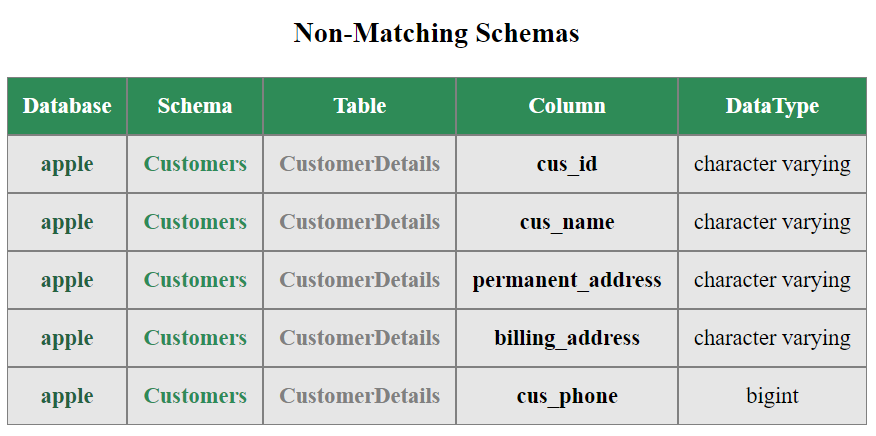 Non-Matching Schemas
Database Schema Table Column DataType
apple Customers CustomerDetails cus_id character varying
apple Customers CustomerDetails cus_name character varying
apple Customers CustomerDetails permanent_address character varying
apple Customers CustomerDetails billing_address character varying
apple Customers CustomerDetails cus_phone bigint